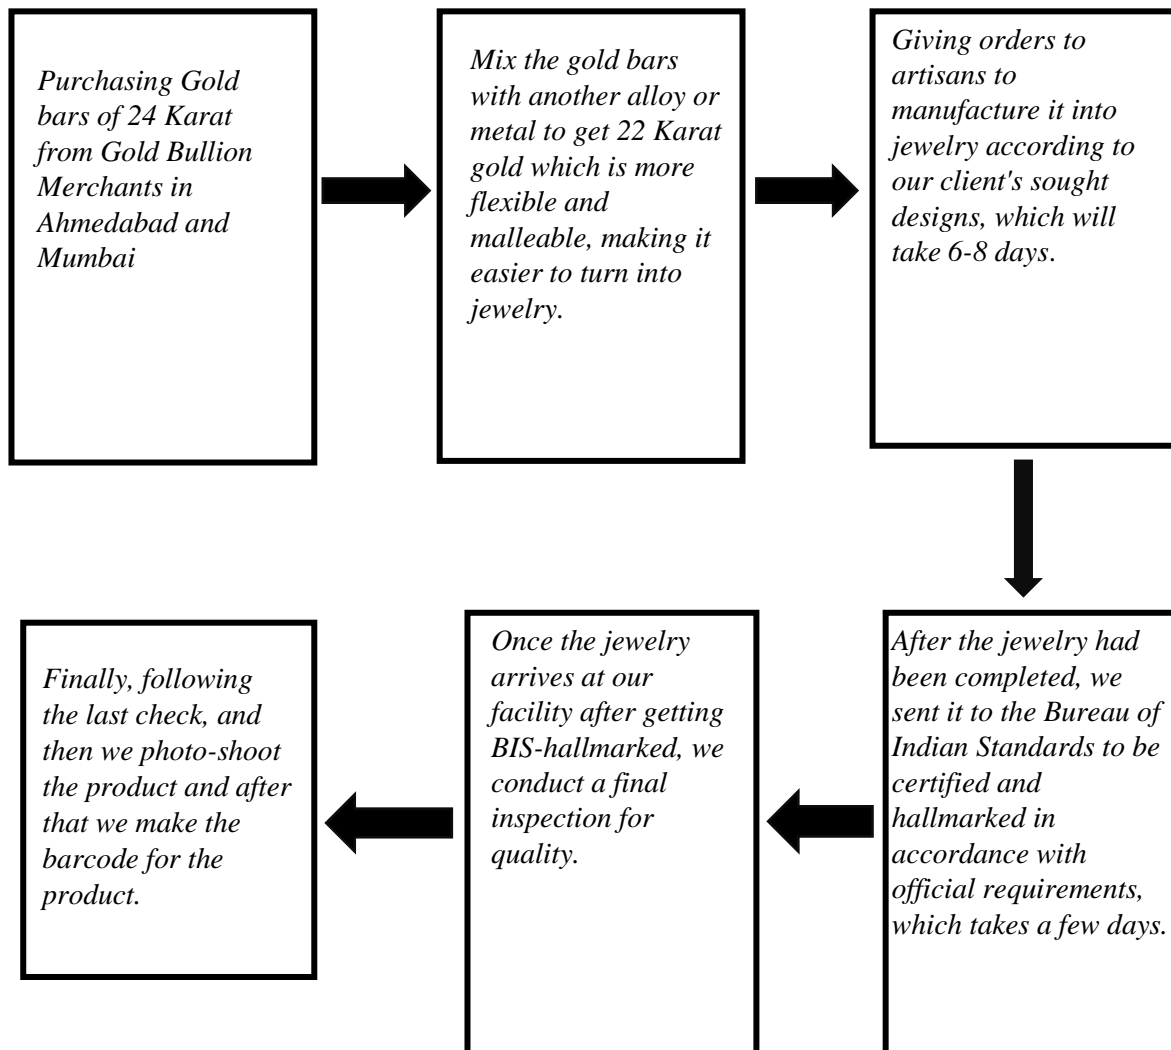 Purchasing Gold
bars of 24 Karat
from Gold Bullion
Merchants in
Ahmedabad and
Mumbai
Mix the gold bars
with another alloy or
metal to get 22 Karat
gold which is more
flexible and
malleable, making it
easier to turn into
jewelry.
Giving orders to
artisans to
manufacture it into
jewelry according to
our client's sought
designs, which will
take 6-8 days.
After the jewelry had
been completed, we
sent it to the Bureau of
Indian Standards to be
certified and
hallmarked in
accordance with
official requirements,
which takes a few days.
Once the jewelry
arrives at our
facility after getting
BIS-hallmarked, we
conduct a final
inspection for
quality.
Finally, following
the last check, and
then we photo-shoot
the product and after
that we make the
barcode for the
product.